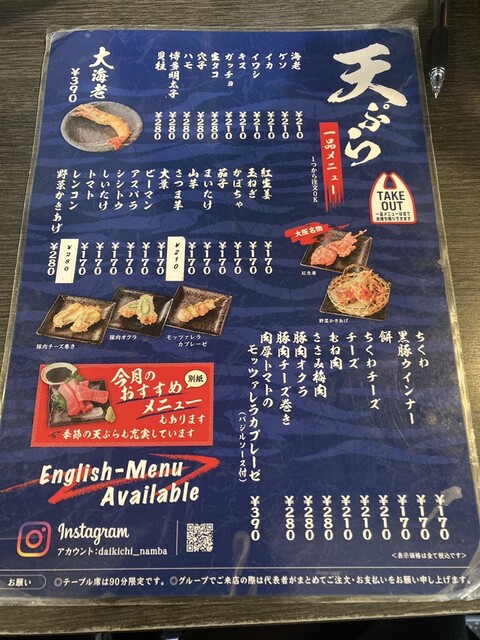 天ぷら
一品メニュー
1つから注文OK
TAKE
OUT
一品メニューは全て
お持ち帰りできます
海老 ¥210
ゲソ ¥210
イカ ¥210
イワシ ¥210
キス ¥210
ガッチョ ¥210
生タコ ¥280
穴子 ¥280
ハモ ¥280
博多明太子 ¥280
貝柱 ¥280
大海老 ¥390
紅生姜 ¥170
玉ねぎ ¥170
かぼちゃ ¥170
茄子 ¥170
まいたけ ¥170
山芋 ¥170
さつま芋 ¥210
大葉 ¥170
ピーマン ¥170
アスパラ ¥170
シシトウ ¥170
しいたけ ¥170
トマト ¥170
レンコン ¥280
野菜かきあげ ¥280
大阪名物
紅生姜
野菜かきあげ
豚肉チーズ巻き
豚肉オクラ
モッツァレラ
カプレーゼ
ちくわ ¥170
黒豚ウインナー ¥170
餅 ¥170
ちくわチーズ ¥210
チーズ ¥210
むね肉 ¥210
ささみ梅肉 ¥210
豚肉オクラ ¥280
豚肉チーズ巻き ¥280
肉厚トマトの
モッツァレラカプレーゼ(バジルソース付) ¥390
今月の
おすすめ
別紙
メニュー
もあります
季節の天ぷらも充実しています
English-Menu
Available
Instagram
アカウント:daikichi_namba
<表示価格は全て税込です>
お願い
◎テーブル席は90分限定です。◎グループでご来店の際は代表者がまとめてご注文・お支払いをお願い申し上げます。